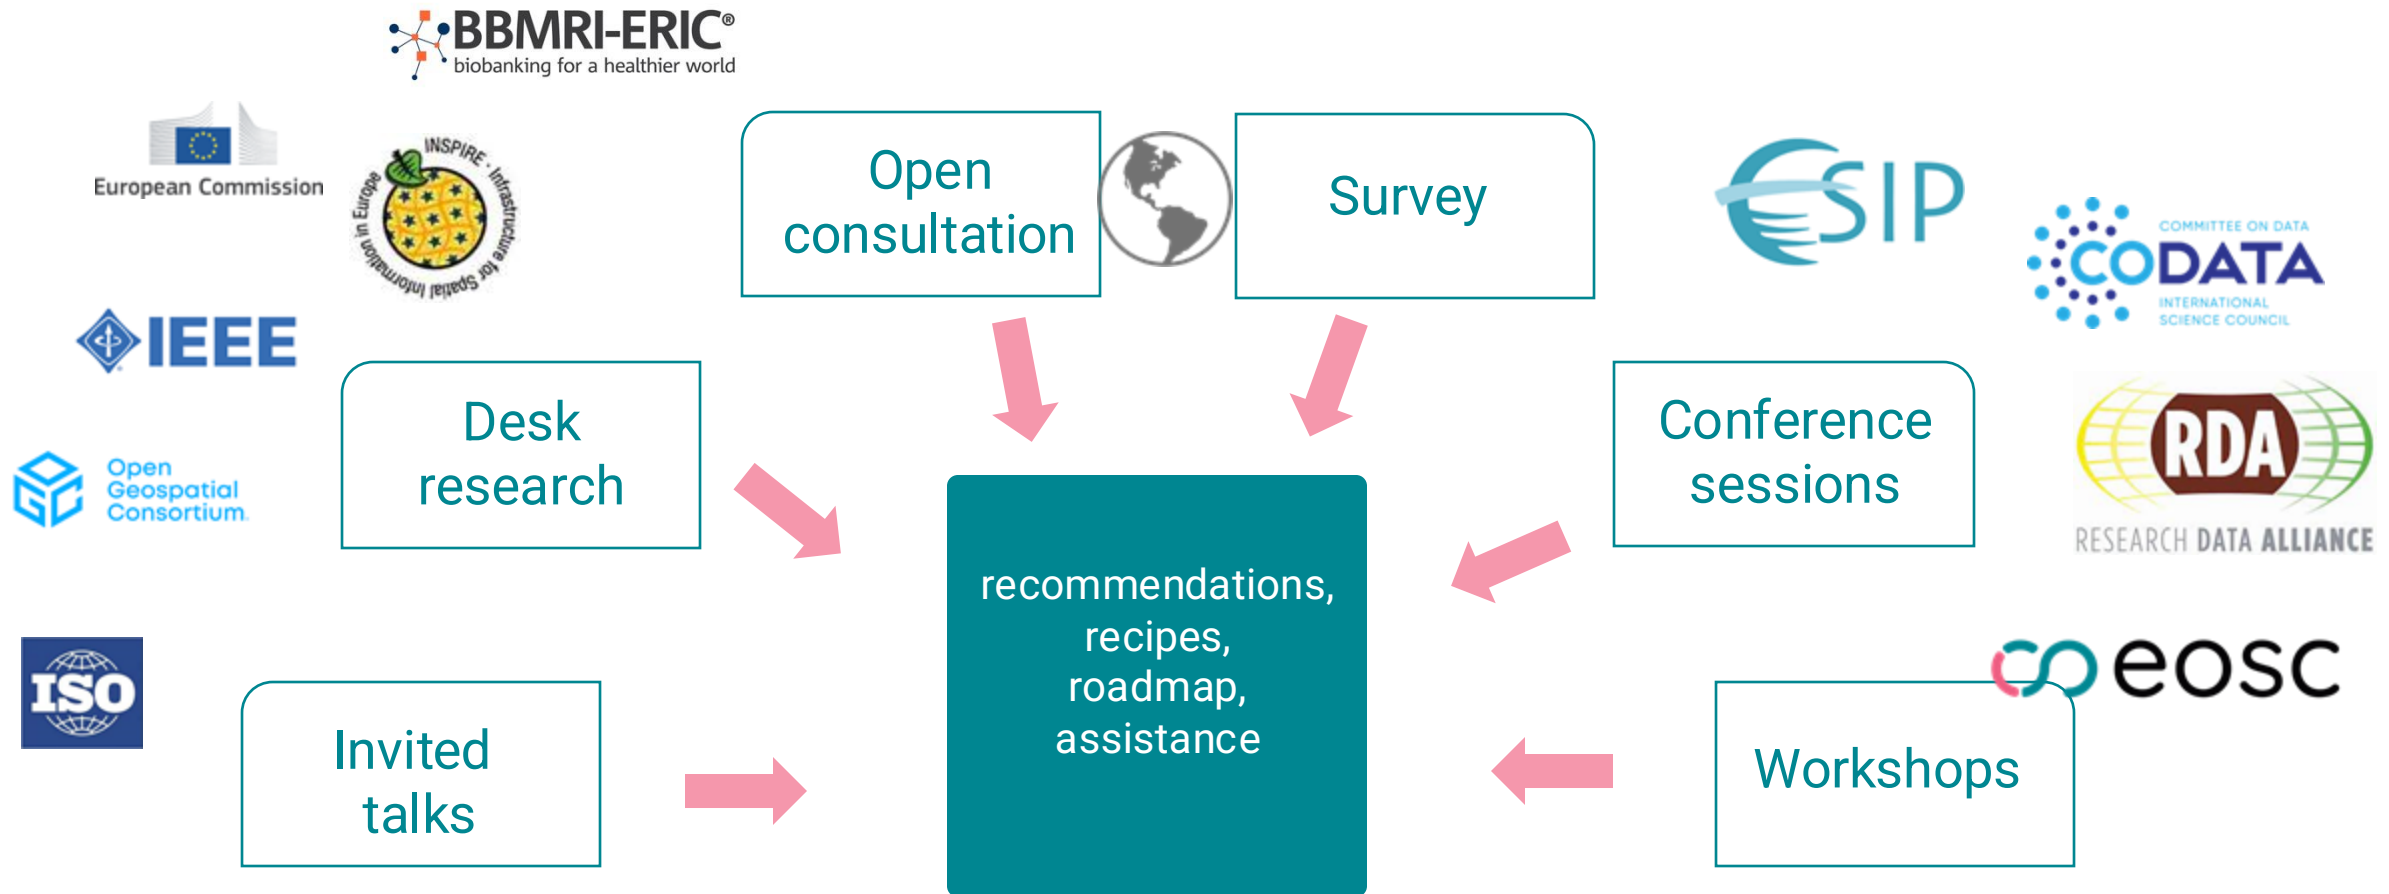 BBMRI-ERIC®
biobanking for a healthier world
European Commission
INSPIRE · Infrastructure for Spatial Information in Europe
Open
consultation
Survey
ESIP
COMMITTEE ON DATA
CODATA
INTERNATIONAL
SCIENCE COUNCIL
IEEE
Desk
research
Conference
sessions
RDA
RESEARCH DATA ALLIANCE
OGC
Open
Geospatial
Consortium
recommendations,
recipes,
roadmap,
assistance
ISO
eosc
Invited
talks
Workshops